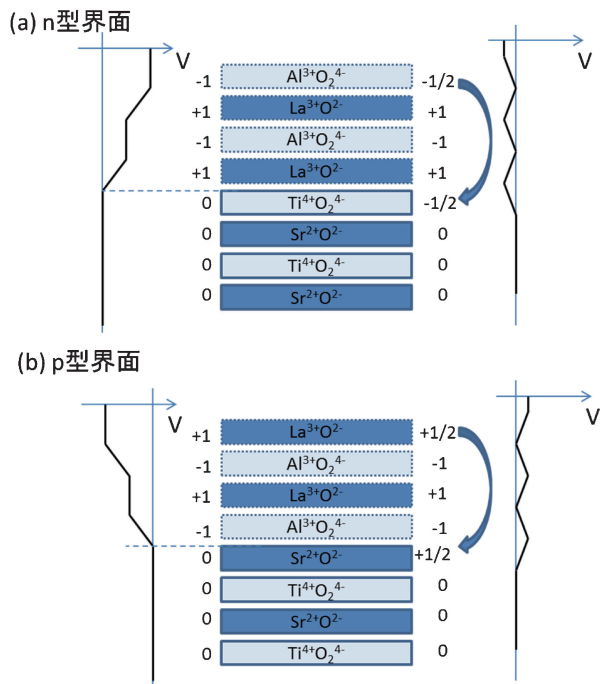 (a) n型界面
V
V
-1 Al³⁺O₂⁴⁻ -1/2
+1 La³⁺O²⁻ +1
-1 Al³⁺O₂⁴⁻ -1
+1 La³⁺O²⁻ +1
0 Ti⁴⁺O₂⁴⁻ -1/2
0 Sr²⁺O²⁻ 0
0 Ti⁴⁺O₂⁴⁻ 0
0 Sr²⁺O²⁻ 0
(b) p型界面
V
V
+1 La³⁺O²⁻ +1/2
-1 Al³⁺O₂⁴⁻ -1
+1 La³⁺O²⁻ +1
-1 Al³⁺O₂⁴⁻ -1
0 Sr²⁺O²⁻ +1/2
0 Ti⁴⁺O₂⁴⁻ 0
0 Sr²⁺O²⁻ 0
0 Ti⁴⁺O₂⁴⁻ 0